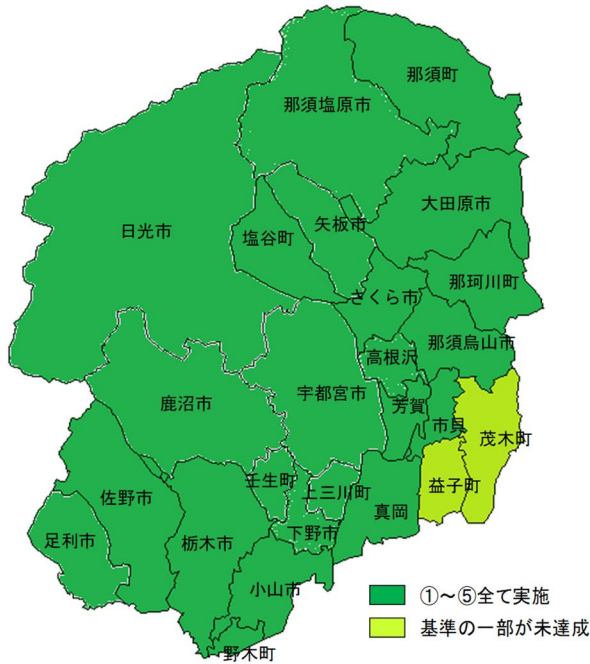 那須町
那須塩原市
大田原市
矢板市
日光市
塩谷町
那珂川町
さくら市
那須烏山市
高根沢
宇都宮市
鹿沼市
芳賀
市貝
茂木町
壬生町
益子町
上三川町
佐野市
真岡
下野市
足利市
栃木市
小山市
野木町
①～⑤全て実施
基準の一部が未達成